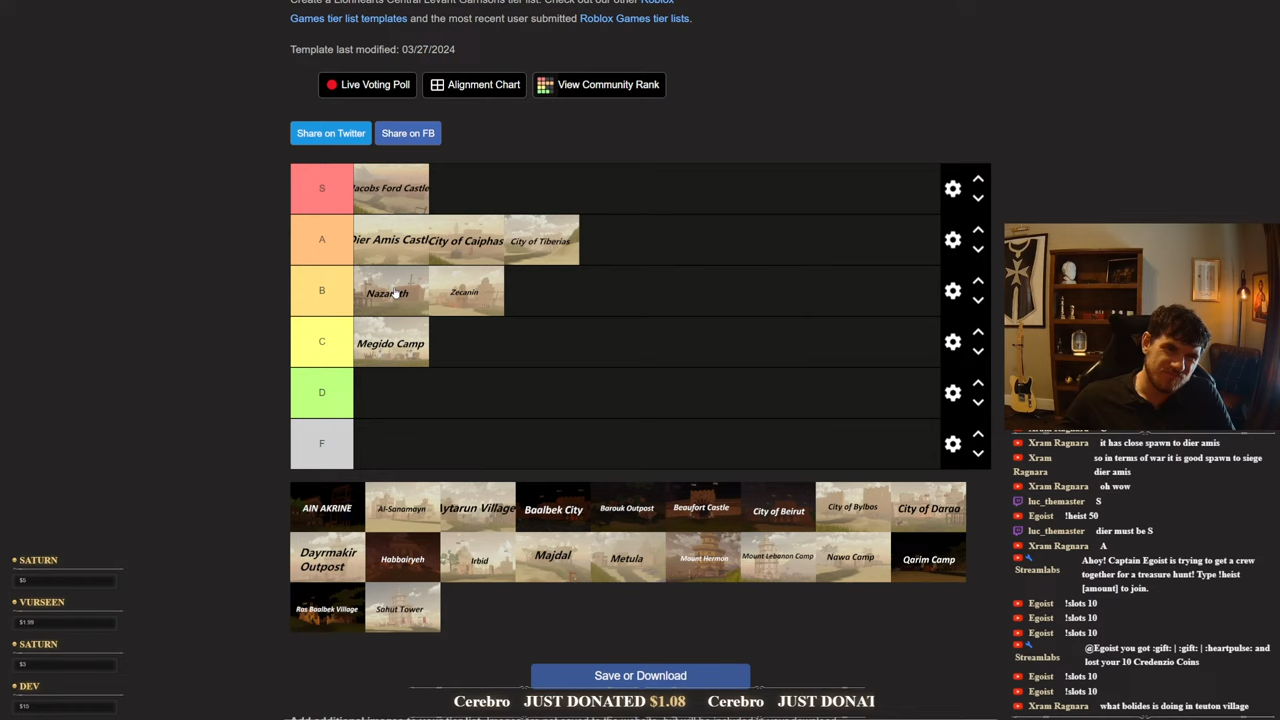 Create a Lionhearts Central Levant Garrisons tier list. Check out our other Roblox
Games tier list templates and the most recent user submitted Roblox Games tier lists.
Template last modified: 03/27/2024
Live Voting Poll
Alignment Chart
View Community Rank
Share on Twitter
Share on FB
S
Jacobs Ford Castle
A
Dier Amis Castl
City of Caiphas
City of Tiberias
B
Nazareth
Zecanin
C
Megido Camp
D
F
AIN AKRINE
Al-Sanamayn
Aytarun Village
Baalbek City
Barouk Outpost
Beaufort Castle
City of Beirut
City of Bylbos
City of Daraa
Dayrmakir
Outpost
Habbairyeh
Irbid
Majdal
Metula
Mount Hermon
Mount Lebanon Camp
Nawa Camp
Qarim Camp
Ras Baalbek Village
Sahut Tower
Save or Download
SATURN
$5
VURSEEN
$1.99
SATURN
$3
DEV
$15
Xram Ragnara it has close spawn to dier amis
Xram Ragnara so in terms of war it is good spawn to siege
dier amis
Xram Ragnara oh wow
luc_themaster S
Egoist !heist 50
luc_themaster dier must be S
Xram Ragnara A
Streamlabs Ahoy! Captain Egoist is trying to get a crew
together for a treasure hunt! Type !heist
[amount] to join.
Egoist !slots 10
Egoist !slots 10
Egoist !slots 10
Streamlabs @Egoist you got :gift: | :gift: | :heartpulse: and
lost your 10 Credenzio Coins
Egoist !slots 10
Egoist !slots 10
Xram Ragnara what bolides is doing in teuton village
Cerebro JUST DONATED $1.08 Cerebro JUST DONAT